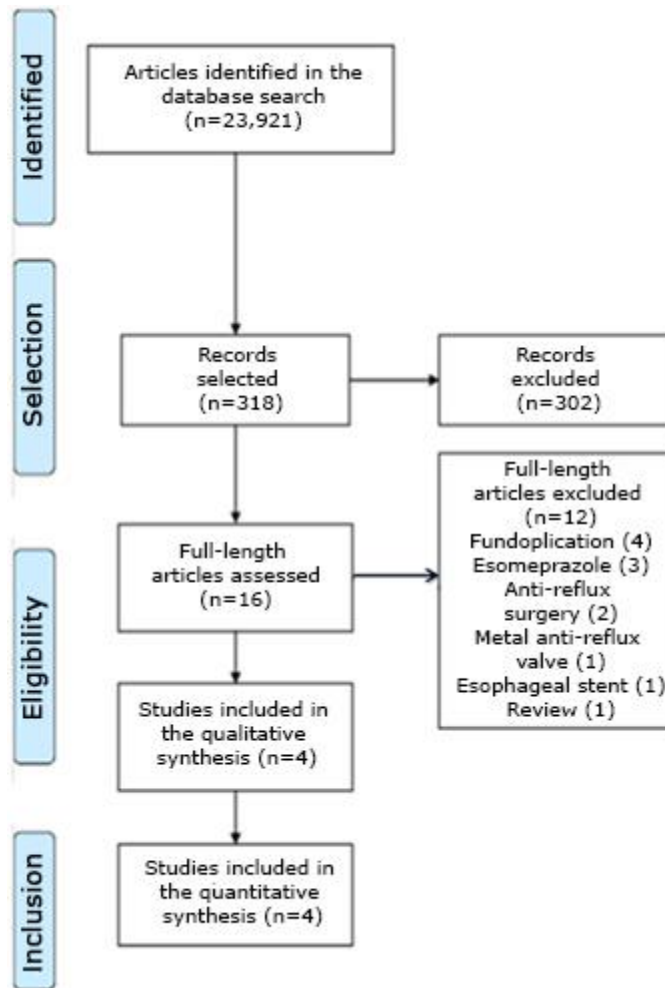 Identified
Articles identified in the
database search
(n=23,921)
Selection
Records
selected
(n=318)
Records
excluded
(n=302)
Eligibility
Full-length
articles assessed
(n=16)
Full-length
articles excluded
(n=12)
Fundoplication (4)
Esomeprazole (3)
Anti-reflux
surgery (2)
Metal anti-reflux
valve (1)
Esophageal stent (1)
Review (1)
Studies included in
the qualitative
synthesis (n=4)
Inclusion
Studies included in
the quantitative
synthesis (n=4)